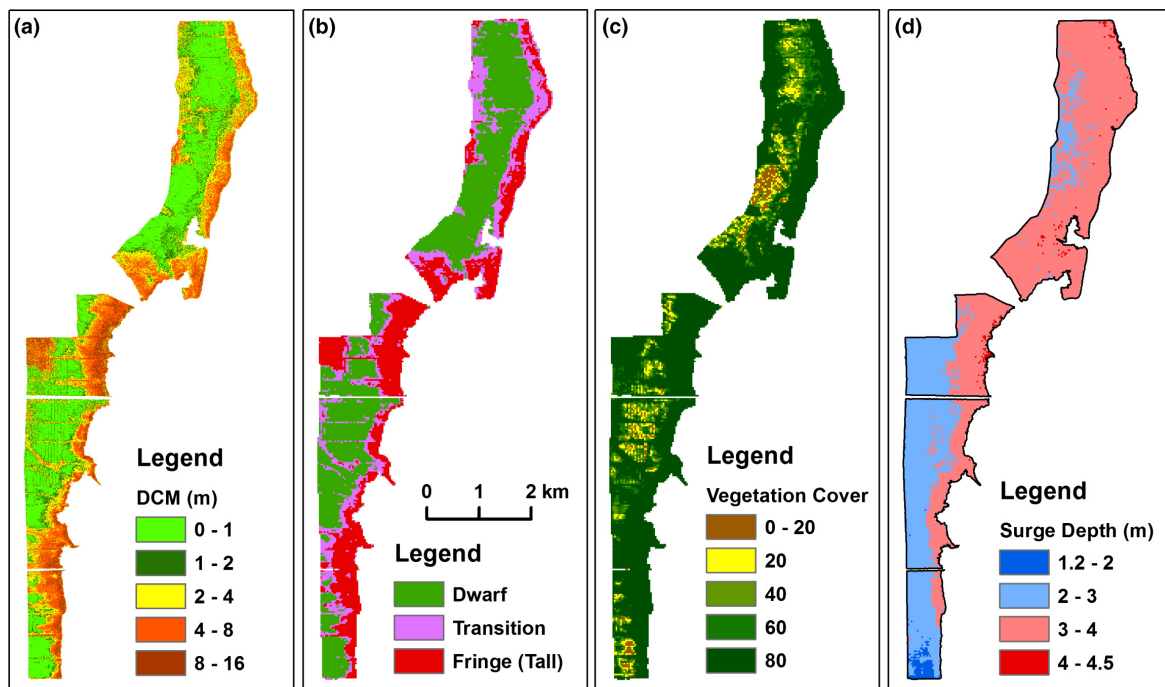 (a)
Legend
DCM (m)
0 - 1
1 - 2
2 - 4
4 - 8
8 - 16
(b)
0 1 2 km
Legend
Dwarf
Transition
Fringe (Tall)
(c)
Legend
Vegetation Cover
0 - 20
20
40
60
80
(d)
Legend
Surge Depth (m)
1.2 - 2
2 - 3
3 - 4
4 - 4.5